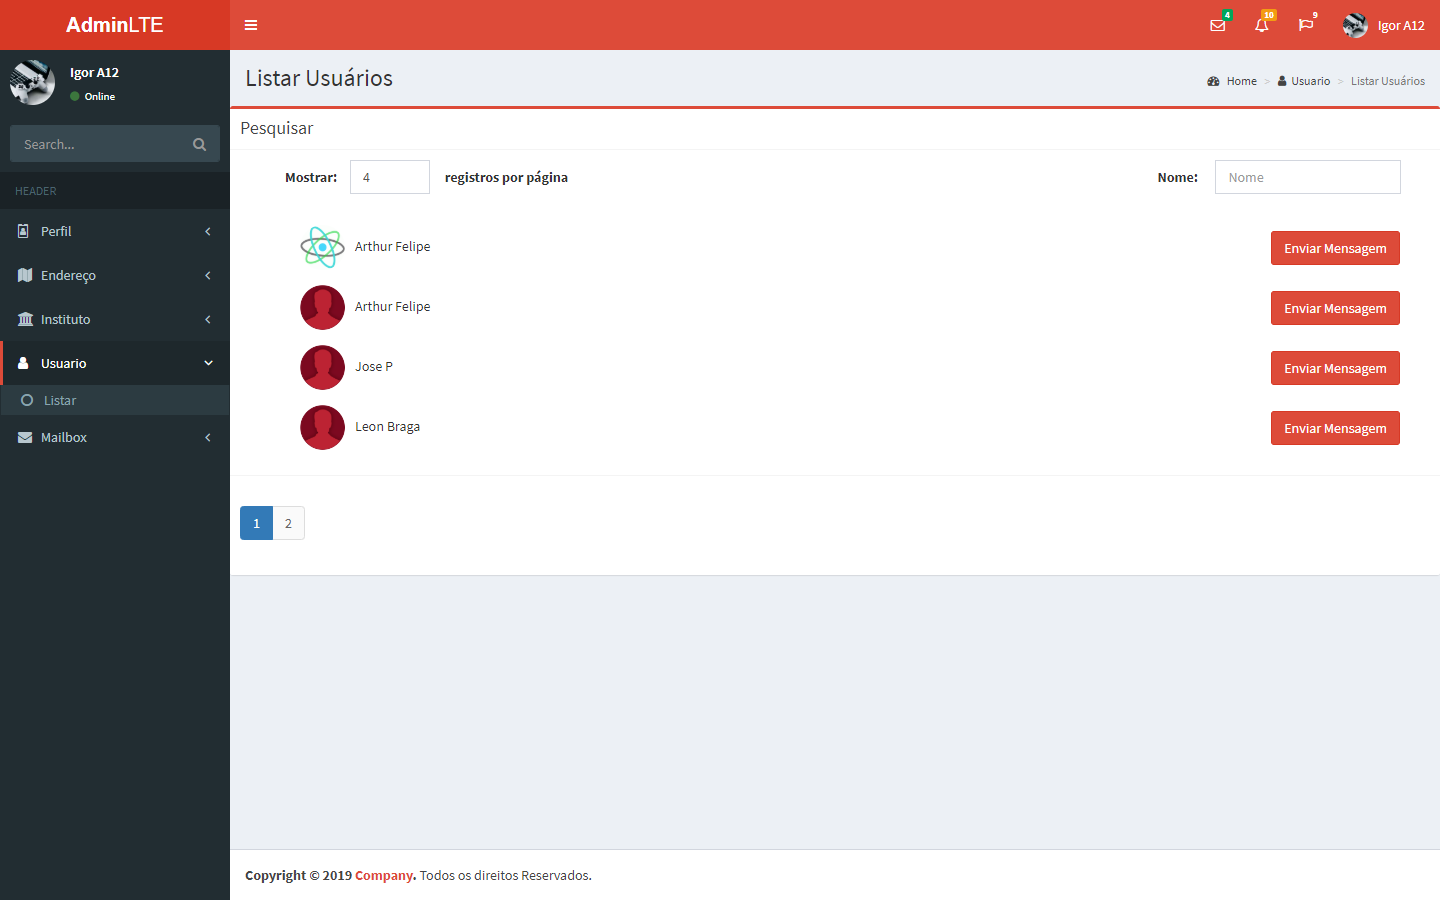 AdminLTE
4
10
9
Igor A12
Igor A12
Online
Search...
HEADER
Perfil
Endereço
Instituto
Usuario
Listar
Mailbox
Listar Usuários
Home > Usuario > Listar Usuários
Pesquisar
Mostrar: 4 registros por página
Nome: Nome
Arthur Felipe Enviar Mensagem
Arthur Felipe Enviar Mensagem
Jose P Enviar Mensagem
Leon Braga Enviar Mensagem
1 2
Copyright © 2019 Company. Todos os direitos Reservados.